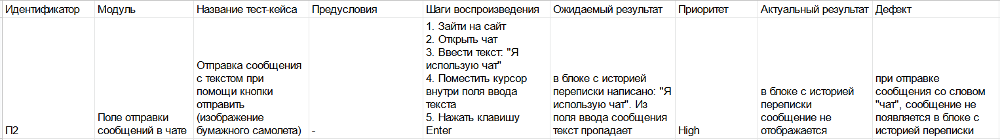 Идентификатор
Модуль
Название тест-кейса
Предусловия
Шаги воспроизведения
Ожидаемый результат
Приоритет
Актуальный результат
Дефект
П2
Поле отправки
сообщений в чате
Отправка сообщения
с текстом при
помощи кнопки
отправить
(изображение
бумажного самолета)
-
1. Зайти на сайт
2. Открыть чат
3. Ввести текст: "Я
использую чат"
4. Поместить курсор
внутри поля ввода
текста
5. Нажать клавишу
Enter
в блоке с историей
переписки написано: "Я
использую чат". Из
поля ввода сообщения
текст пропадает
High
в блоке с историей
переписки
сообщение не
отображается
при отправке
сообщения со словом
"чат", сообщение не
появляется в блоке с
историей переписки